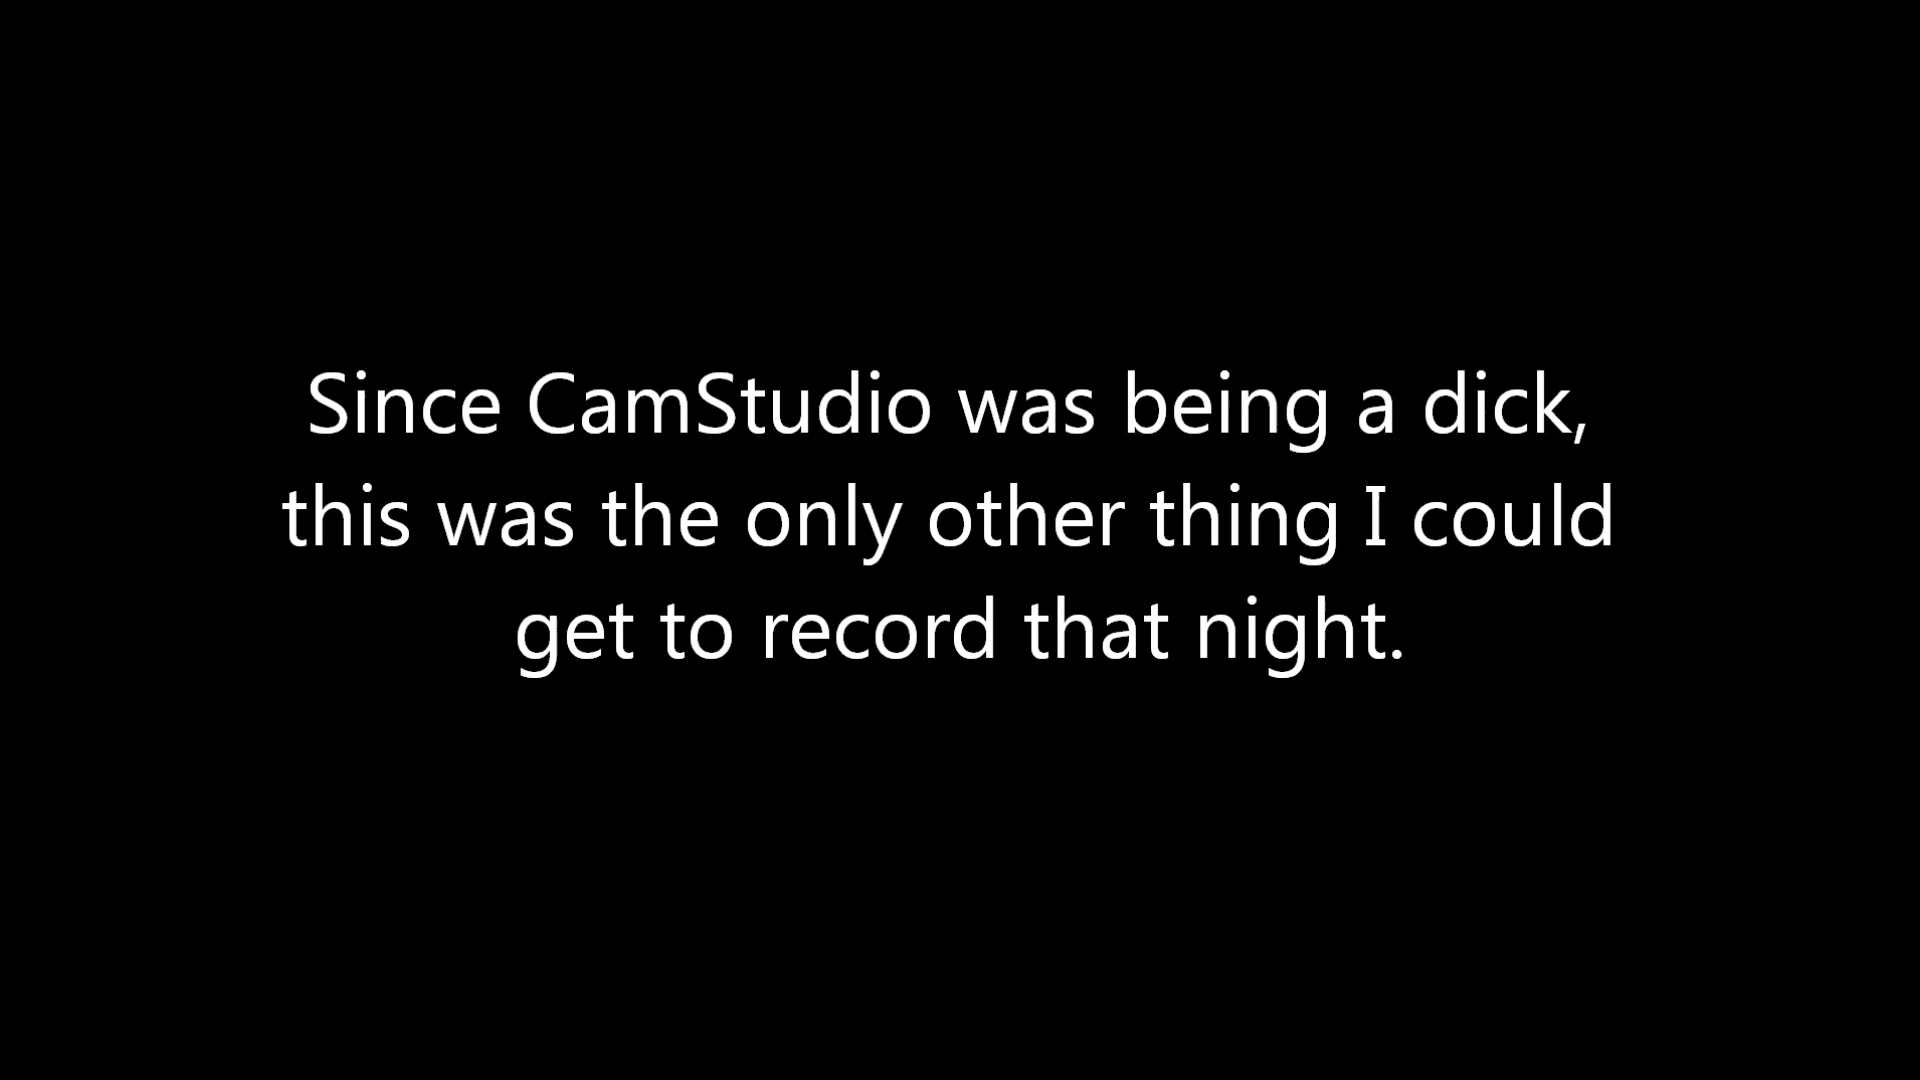 Since CamStudio was being a dick,
this was the only other thing I could
get to record that night.